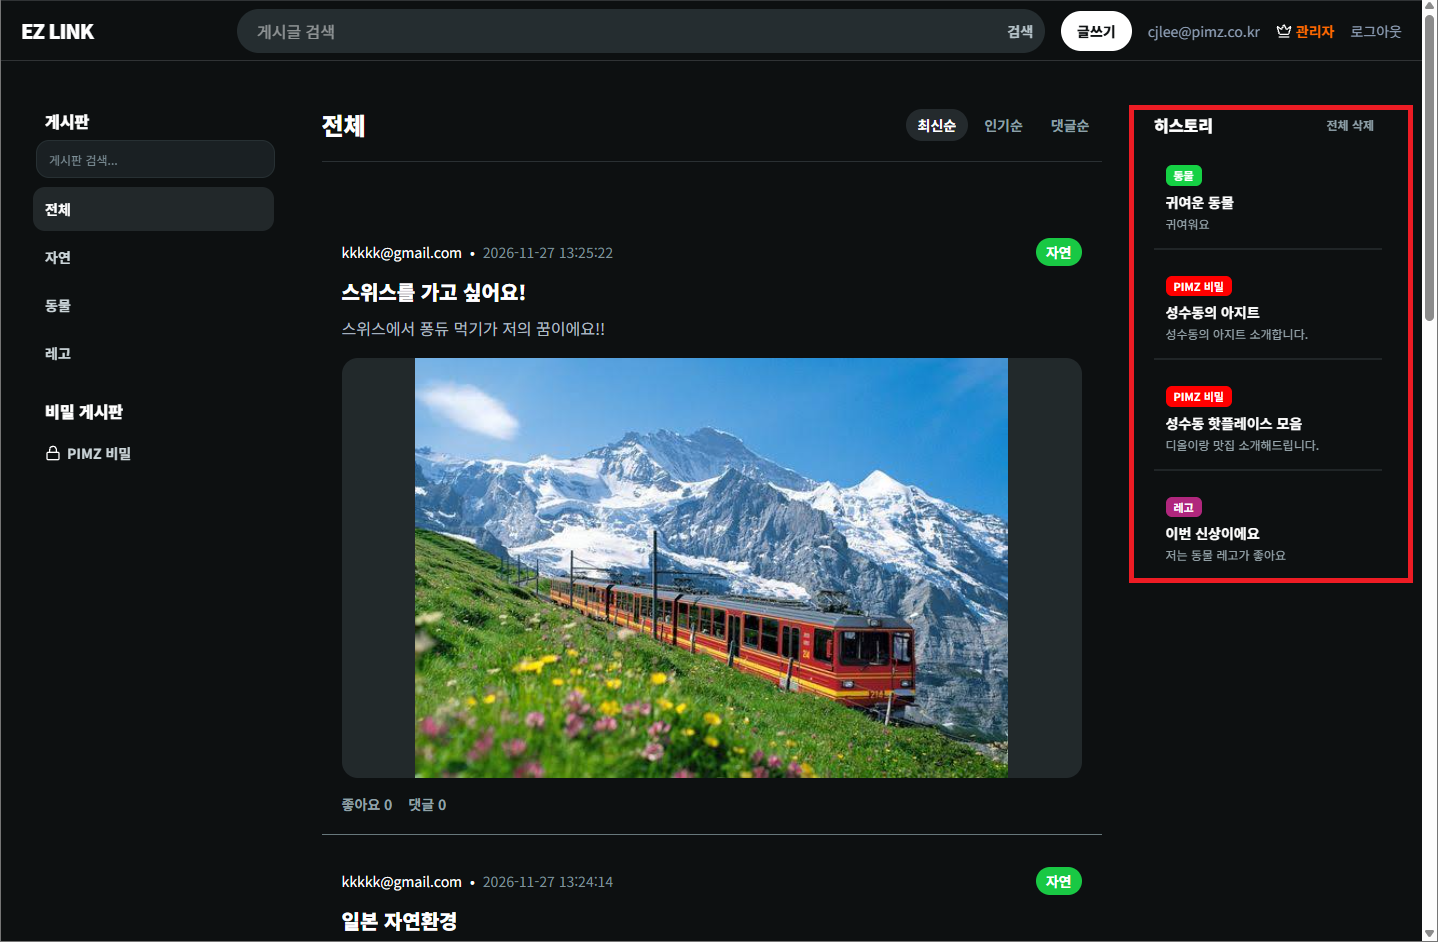 EZ LINK
게시글 검색
검색
글쓰기
cjlee@pimz.co.kr
관리자
로그아웃
게시판
게시판 검색...
전체
자연
동물
레고
비밀 게시판
PIMZ 비밀
전체
최신순
인기순
댓글순
kkkkk@gmail.com • 2026-11-27 13:25:22
자연
스위스를 가고 싶어요!
스위스에서 퐁듀 먹기가 저의 꿈이에요!!
좋아요 0 댓글 0
kkkkk@gmail.com • 2026-11-27 13:24:14
자연
일본 자연환경
히스토리
전체 삭제
동물
귀여운 동물
귀여워요
PIMZ 비밀
성수동의 아지트
성수동의 아지트 소개합니다.
PIMZ 비밀
성수동 핫플레이스 모음
디올이랑 맛집 소개해드립니다.
레고
이번 신상이에요
저는 동물 레고가 좋아요